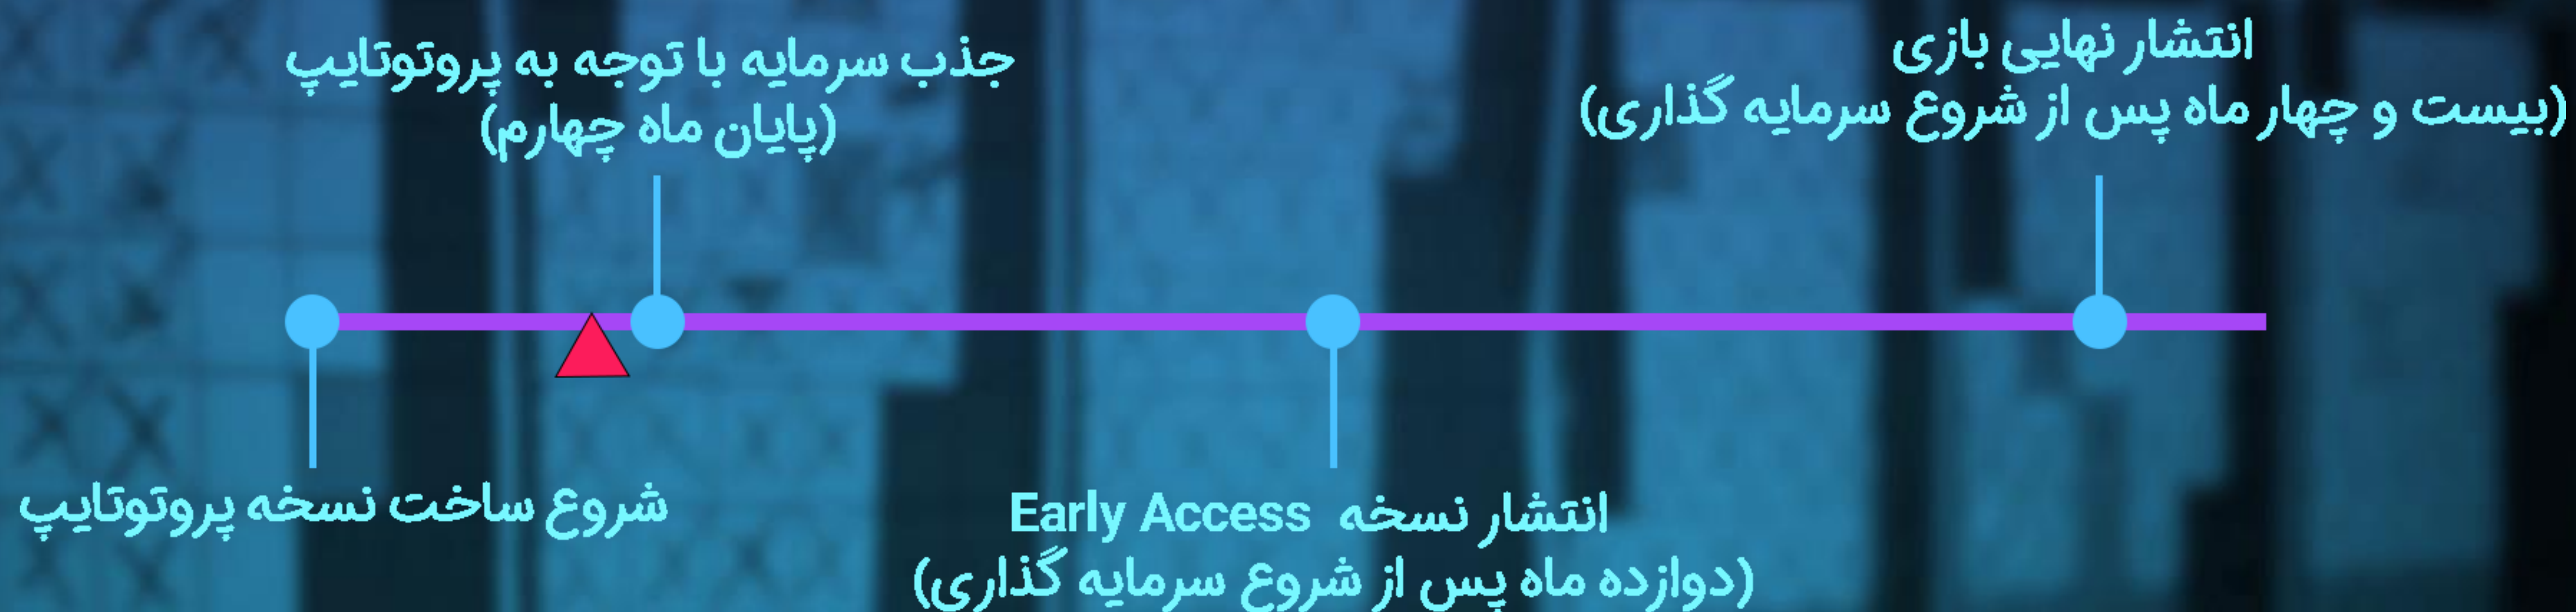 جذب سرمایه با توجه به پروتوتایپ
(پایان ماه چهارم)
انتشار نهایی بازی
(بیست و چهار ماه پس از شروع سرمایه گذاری)
شروع ساخت نسخه پروتوتایپ
انتشار نسخه Early Access
(دوازده ماه پس از شروع سرمایه گذاری)